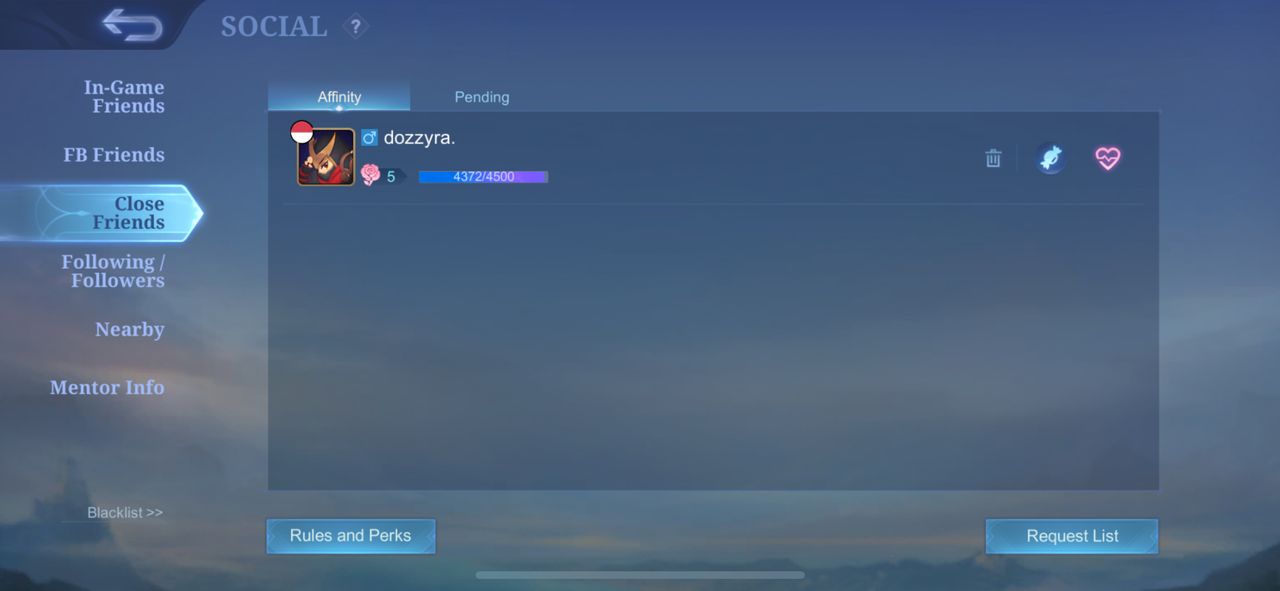 SOCIAL ?
In-Game
Friends
FB Friends
Close
Friends
Following /
Followers
Nearby
Mentor Info
Blacklist >>
Affinity
Pending
dozzyra.
5
4372/4500
Rules and Perks
Request List